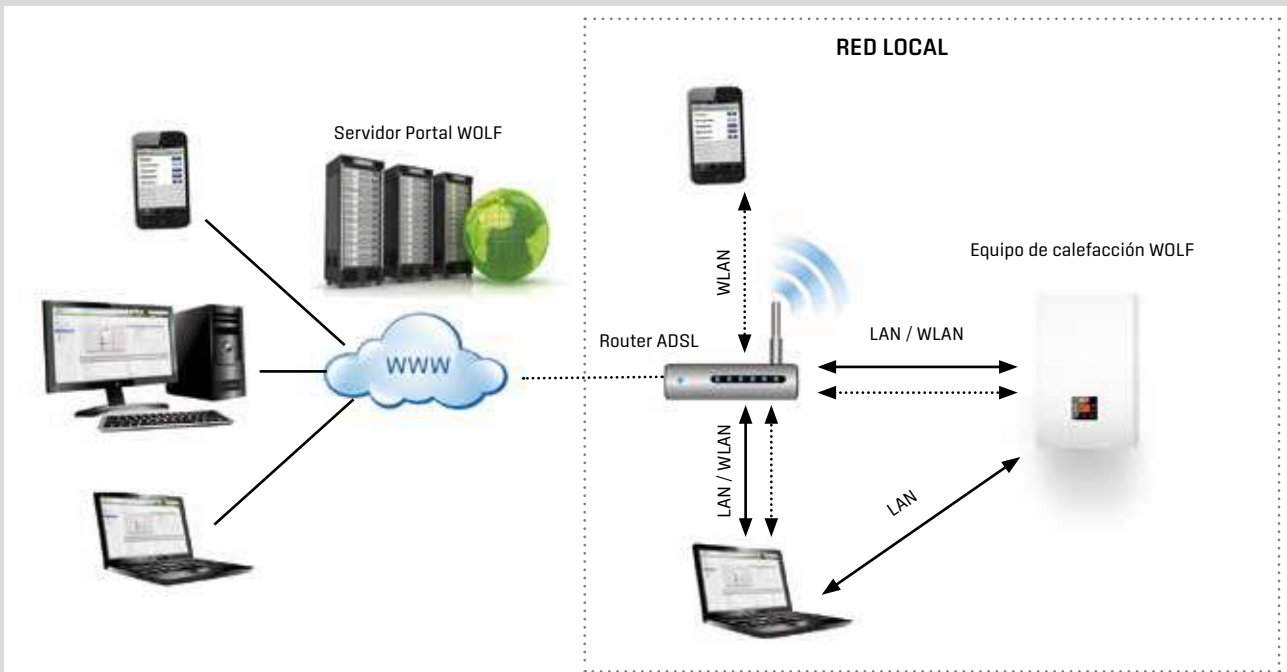 RED LOCAL
Servidor Portal WOLF
Equipo de calefacción WOLF
WLAN
Router ADSL
LAN / WLAN
WWW
LAN / WLAN
LAN